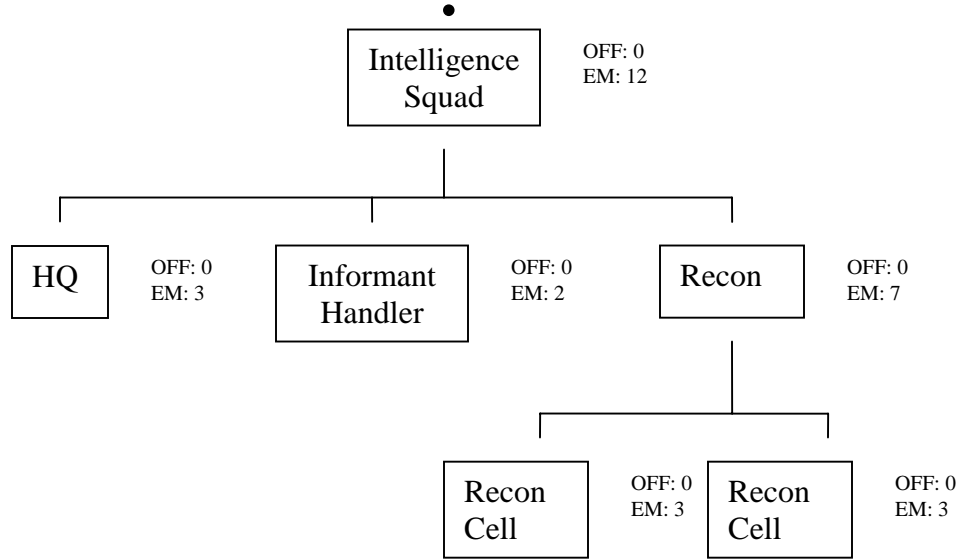 Intelligence
Squad
OFF: 0
EM: 12
HQ
OFF: 0
EM: 3
Informant
Handler
OFF: 0
EM: 2
Recon
OFF: 0
EM: 7
Recon
Cell
OFF: 0
EM: 3
Recon
Cell
OFF: 0
EM: 3